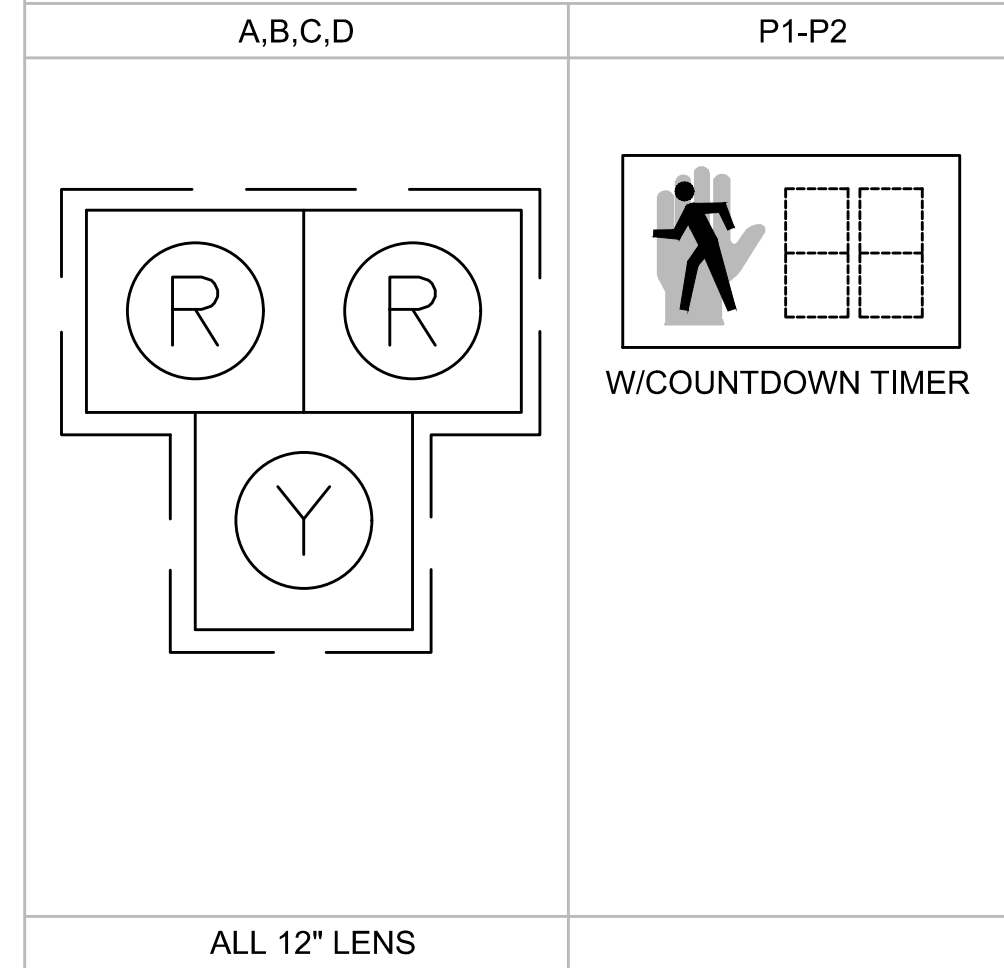 A,B,C,D
P1-P2
R R
Y
W/COUNTDOWN TIMER
ALL 12" LENS